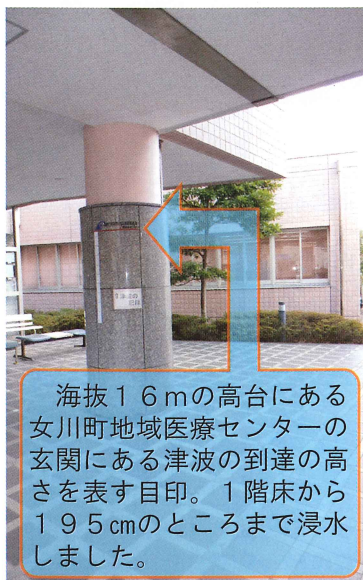 海抜１６ｍの高台にある
女川町地域医療センターの
玄関にある津波の到達の高
さを表す目印。１階床から
１９５㎝のところまで浸水
しました。